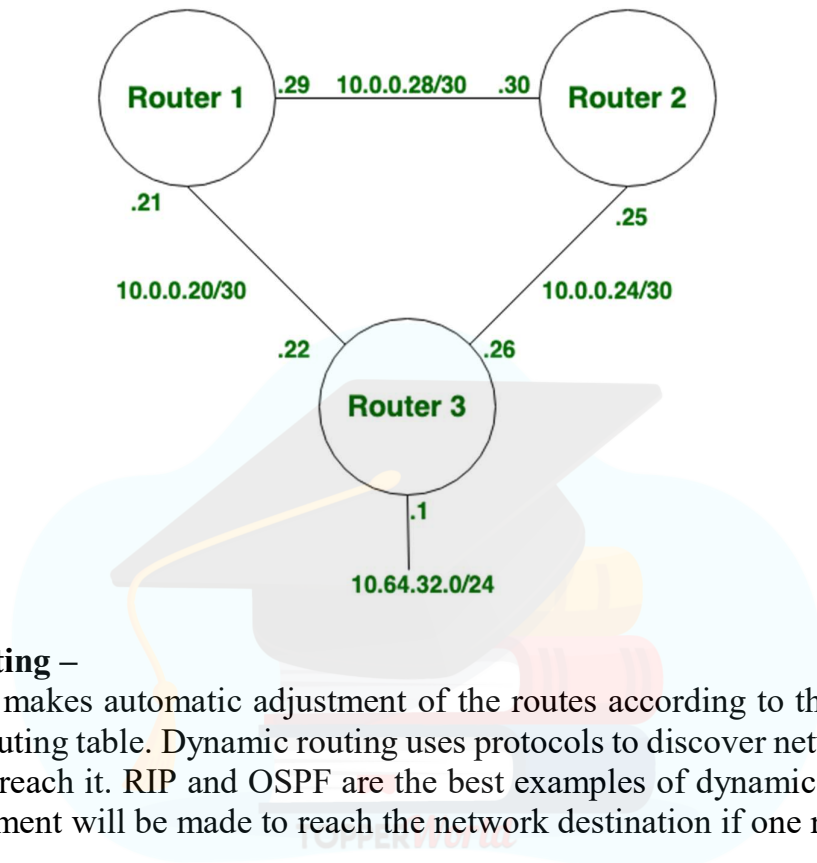 Router 1 .29 10.0.0.28/30 .30 Router 2
.21 .25
10.0.0.20/30 10.0.0.24/30
.22 .26
Router 3
.1
10.64.32.0/24
ting –
makes automatic adjustment of the routes according to th
uting table. Dynamic routing uses protocols to discover net
reach it. RIP and OSPF are the best examples of dynamic
ment will be made to reach the network destination if one r
TOPPERWorld